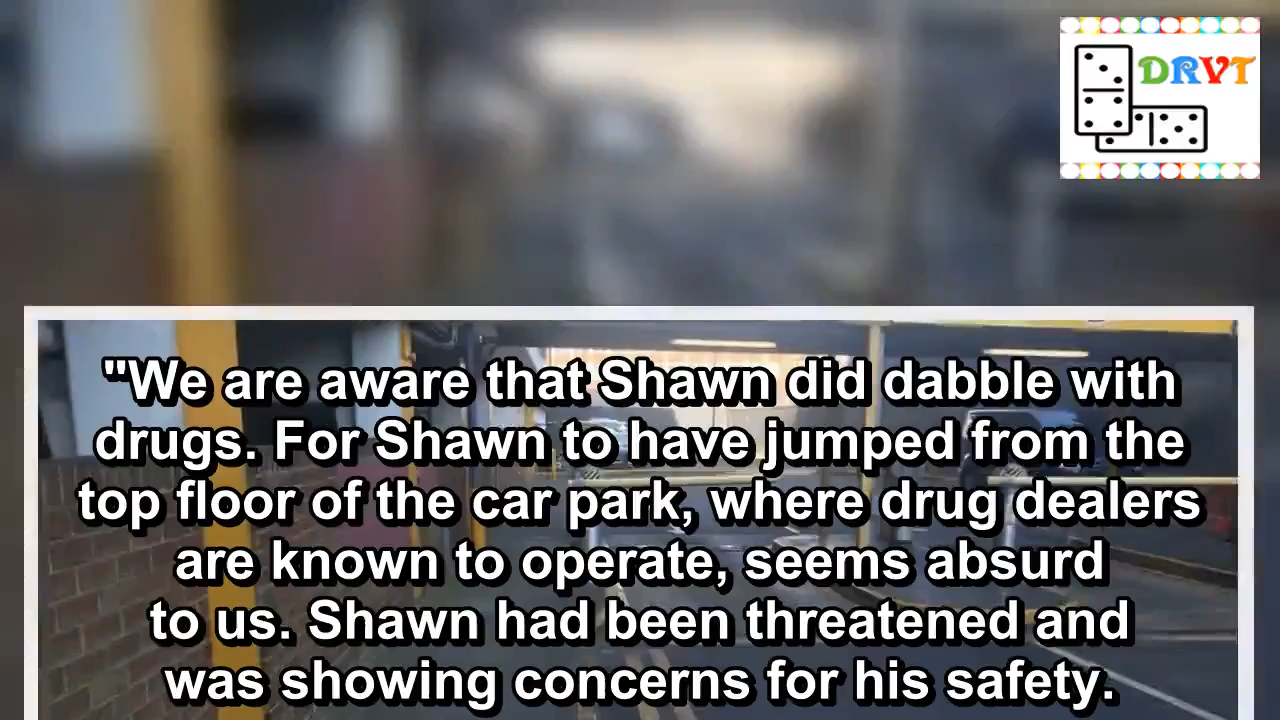 DRVT
"We are aware that Shawn did dabble with
drugs. For Shawn to have jumped from the
top floor of the car park, where drug dealers
are known to operate, seems absurd
to us. Shawn had been threatened and
was showing concerns for his safety.